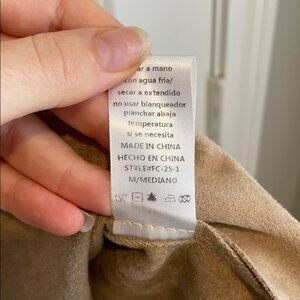 a mano
con agua fria/
secar a extendido
no usar blanqueador
planchar abaja
temperatura
si se necesita
MADE IN CHINA
HECHO EN CHINA
STYLE#FC-25-1
M/MEDIANO